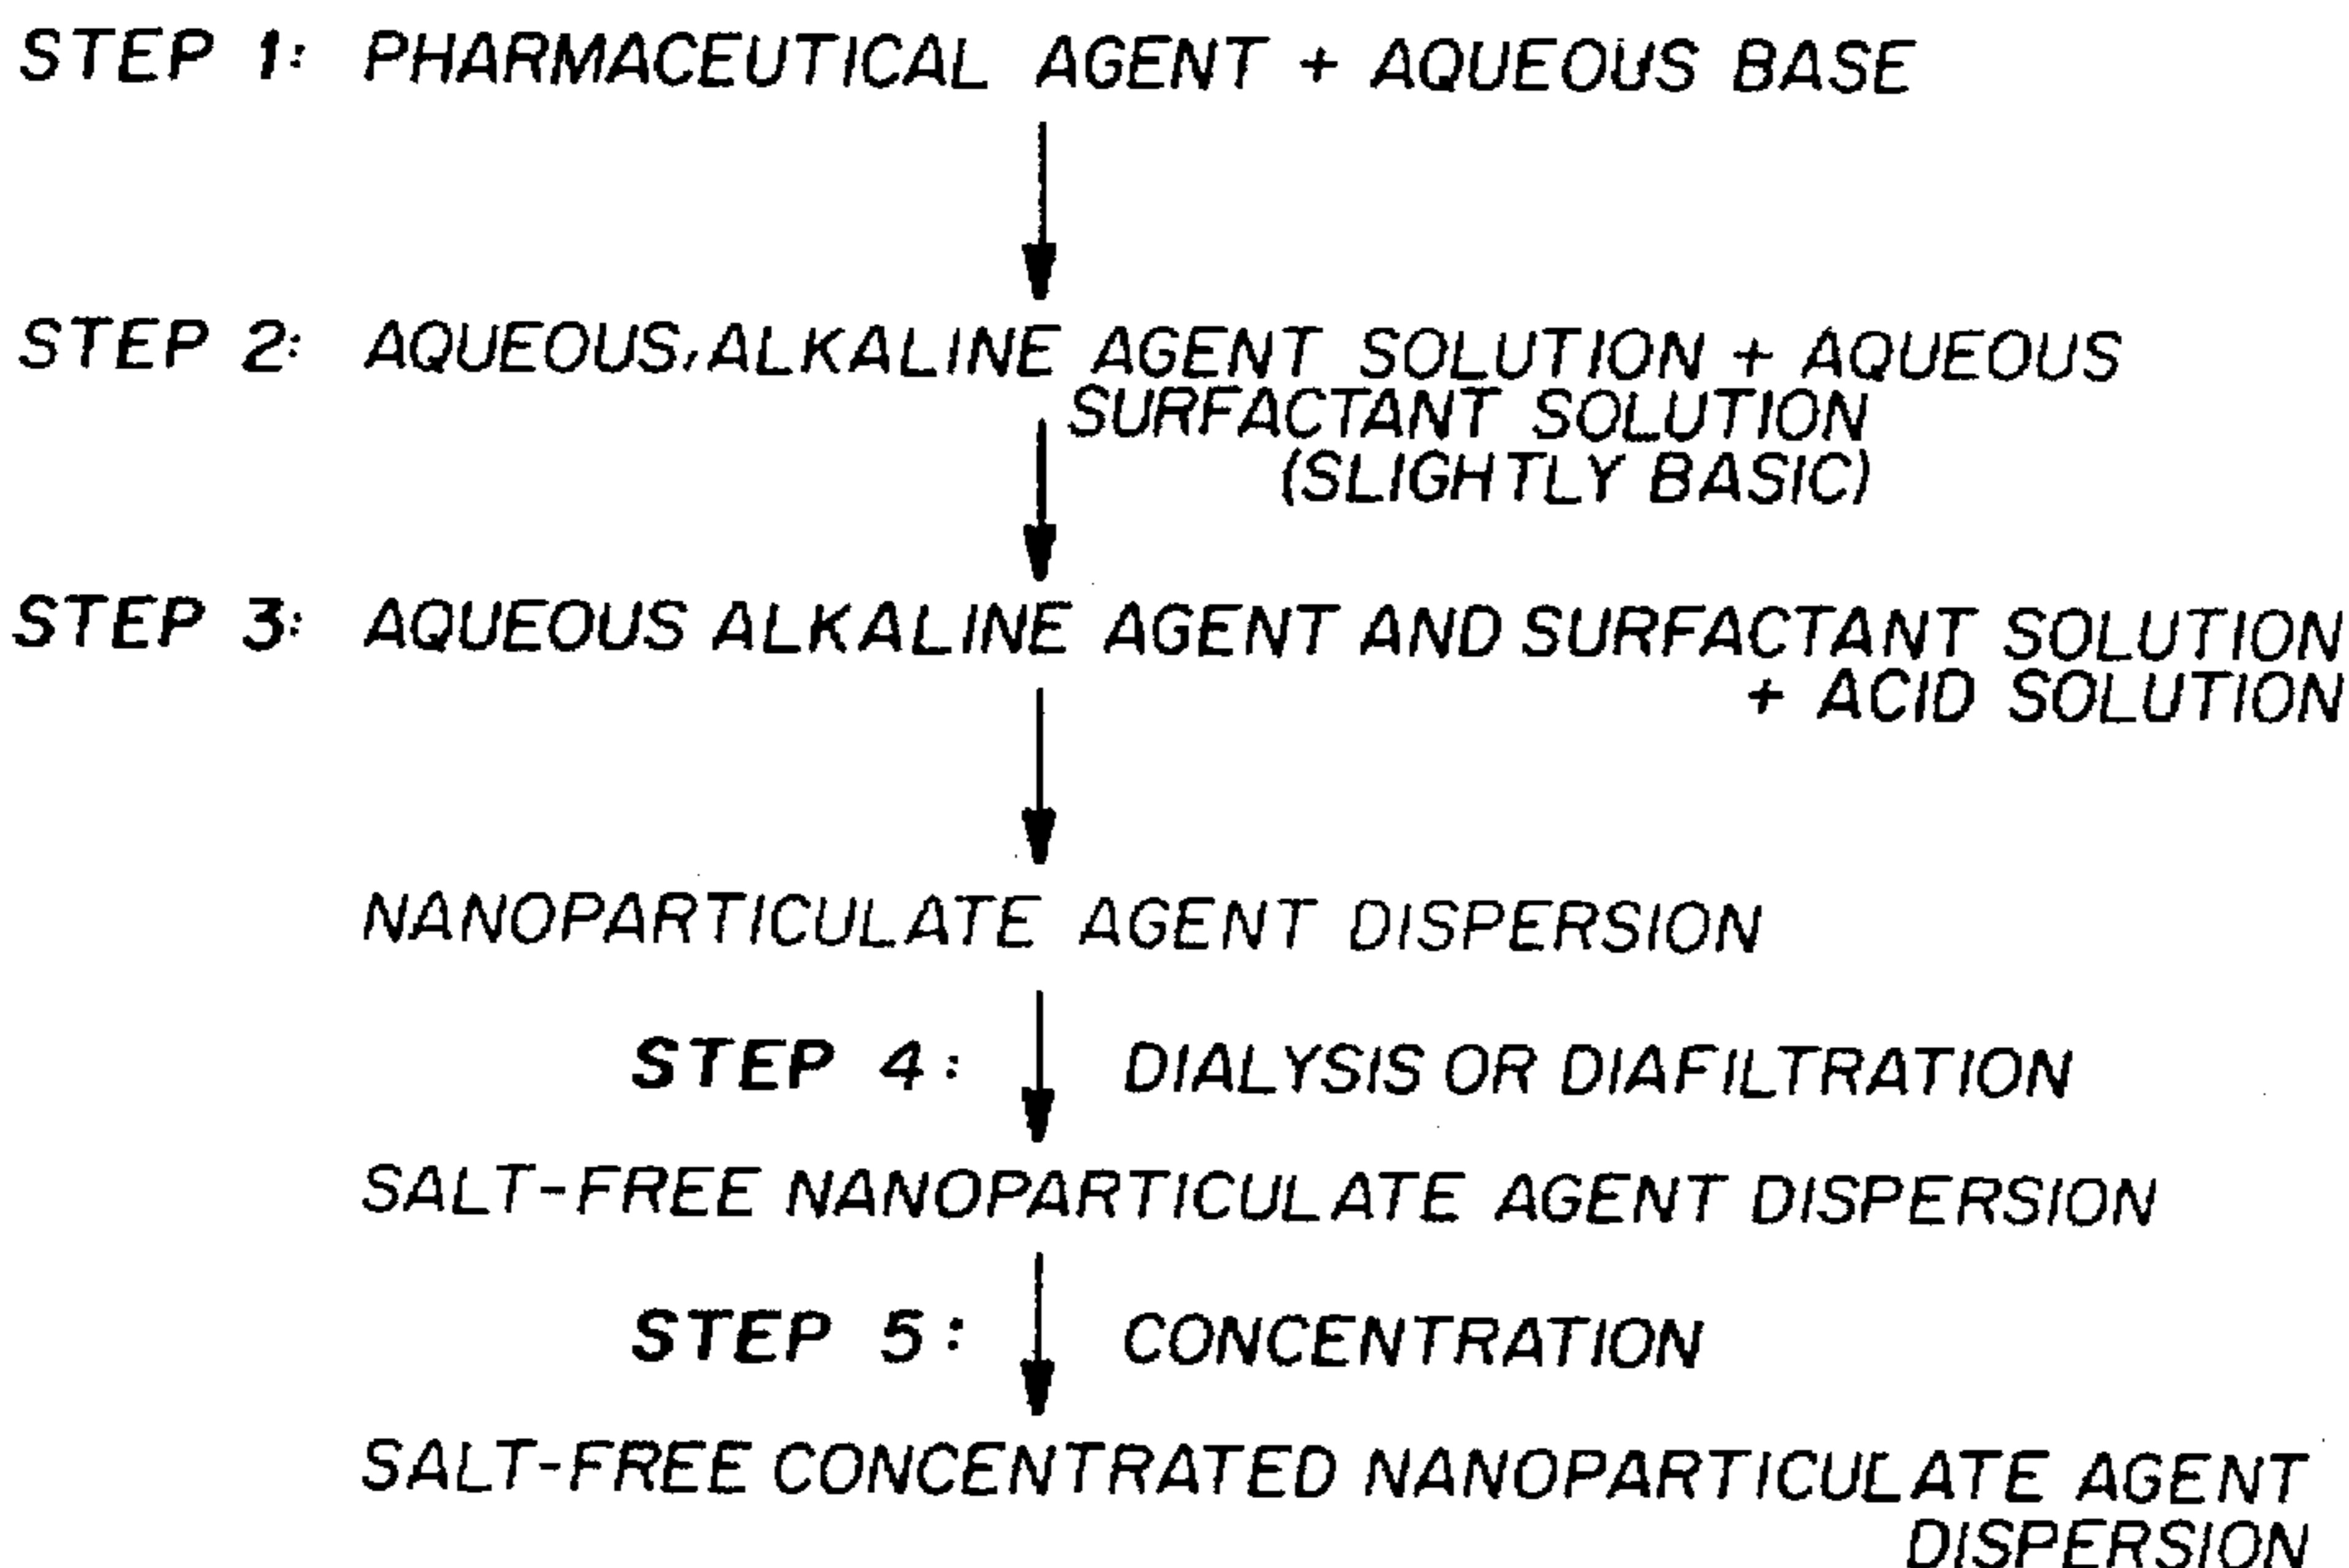 STEP 1: PHARMACEUTICAL AGENT + AQUEOUS BASE
STEP 2: AQUEOUS, ALKALINE AGENT SOLUTION + AQUEOUS
SURFACTANT SOLUTION
(SLIGHTLY BASIC)
STEP 3: AQUEOUS ALKALINE AGENT AND SURFACTANT SOLUTION
+ ACID SOLUTION
NANOPARTICULATE AGENT DISPERSION
STEP 4: DIALYSIS OR DIAFILTRATION
SALT-FREE NANOPARTICULATE AGENT DISPERSION
STEP 5: CONCENTRATION
SALT-FREE CONCENTRATED NANOPARTICULATE AGENT
DISPERSION